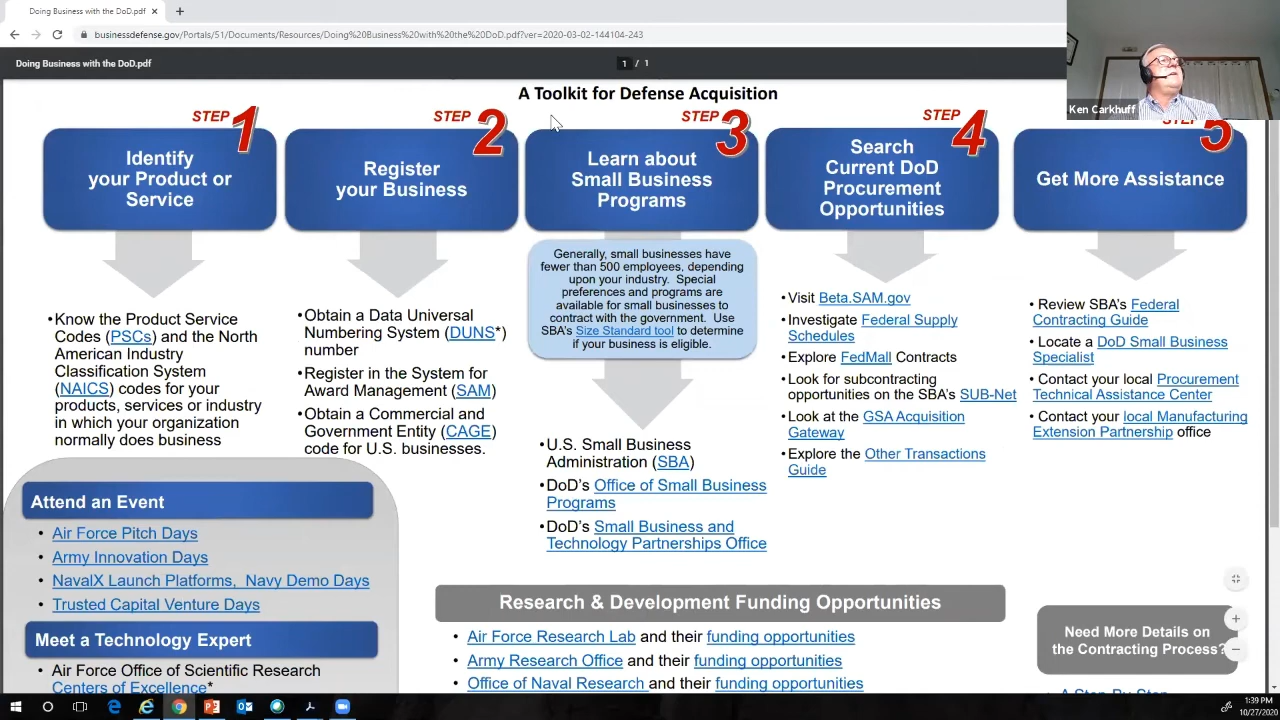 Doing Business with the DoD.pdf
businessdefense.gov/Portals/51/Documents/Resources/Doing%20Business%20with%20the%20DoD.pdf?ver=2020-03-02-144104-243
Doing Business with the DoD.pdf
1 / 1
Ken Carkhuff
A Toolkit for Defense Acquisition
STEP 1
Identify
your Product or
Service
•Know the Product Service
Codes (PSCs) and the North
American Industry
Classification System
(NAICS) codes for your
products, services or industry
in which your organization
normally does business
STEP 2
Register
your Business
•Obtain a Data Universal
Numbering System (DUNS*)
number
•Register in the System for
Award Management (SAM)
•Obtain a Commercial and
Government Entity (CAGE)
code for U.S. businesses.
STEP 3
Learn about
Small Business
Programs
Generally, small businesses have
fewer than 500 employees, depending
upon your industry. Special
preferences and programs are
available for small businesses to
contract with the government. Use
SBA's Size Standard tool to determine
if your business is eligible.
•U.S. Small Business
Administration (SBA)
•DoD's Office of Small Business
Programs
•DoD's Small Business and
Technology Partnerships Office
STEP 4
Search
Current DoD
Procurement
Opportunities
•Visit Beta.SAM.gov
•Investigate Federal Supply
Schedules
•Explore FedMall Contracts
•Look for subcontracting
opportunities on the SBA's SUB-Net
•Look at the GSA Acquisition
Gateway
•Explore the Other Transactions
Guide
STEP 5
Get More Assistance
•Review SBA's Federal
Contracting Guide
•Locate a DoD Small Business
Specialist
•Contact your local Procurement
Technical Assistance Center
•Contact your local Manufacturing
Extension Partnership office
Attend an Event
• Air Force Pitch Days
• Army Innovation Days
• NavalX Launch Platforms, Navy Demo Days
• Trusted Capital Venture Days
Meet a Technology Expert
• Air Force Office of Scientific Research
Centers of Excellence*
Research & Development Funding Opportunities
• Air Force Research Lab and their funding opportunities
• Army Research Office and their funding opportunities
• Office of Naval Research and their funding opportunities
Need More Details on
the Contracting Process?
A Step-By-Step
1:39 PM
10/27/2020